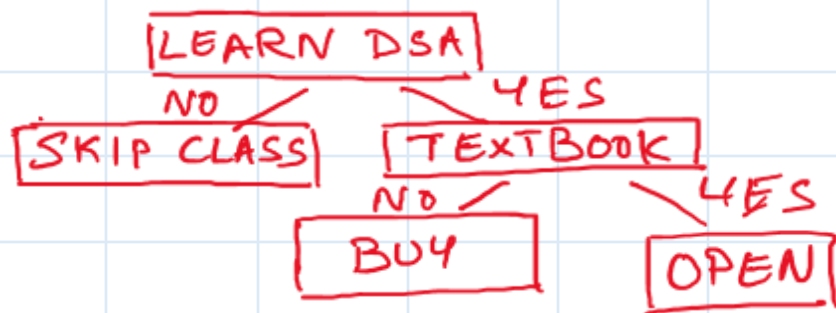 LEARN DSA
NO YES
SKIP CLASS TEXTBOOK
NO YES
BUY OPEN